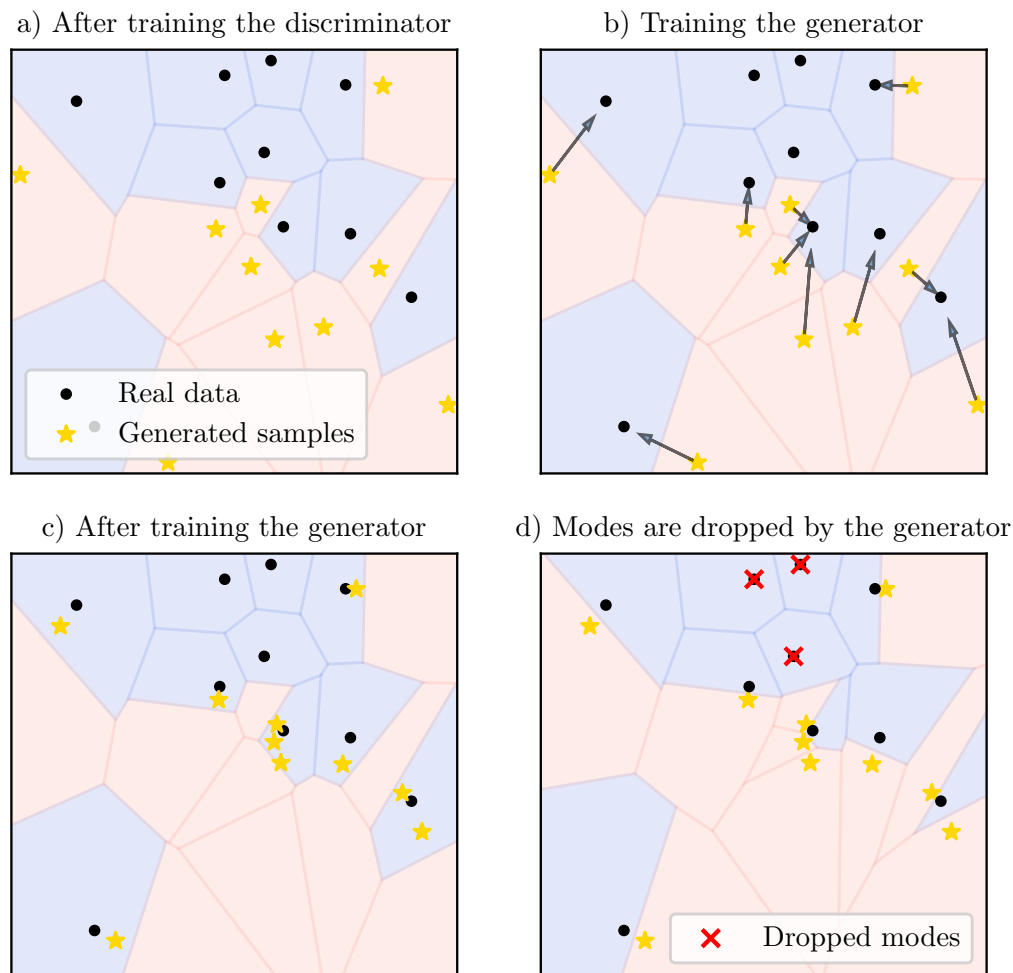 a) After training the discriminator
b) Training the generator
Real data
Generated samples
c) After training the generator
d) Modes are dropped by the generator
Dropped modes